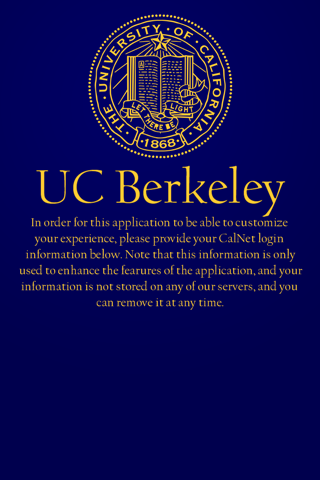 THE · UNIVERSITY · OF · CALIFORNIA ·
A
LET THERE BE LIGHT
· 1868 ·
UC Berkeley
In order for this application to be able to customize
your experience, please provide your CalNet login
information below. Note that this information is only
used to enhance the features of the application, and your
information is not stored on any of our servers, and you
can remove it at any time.